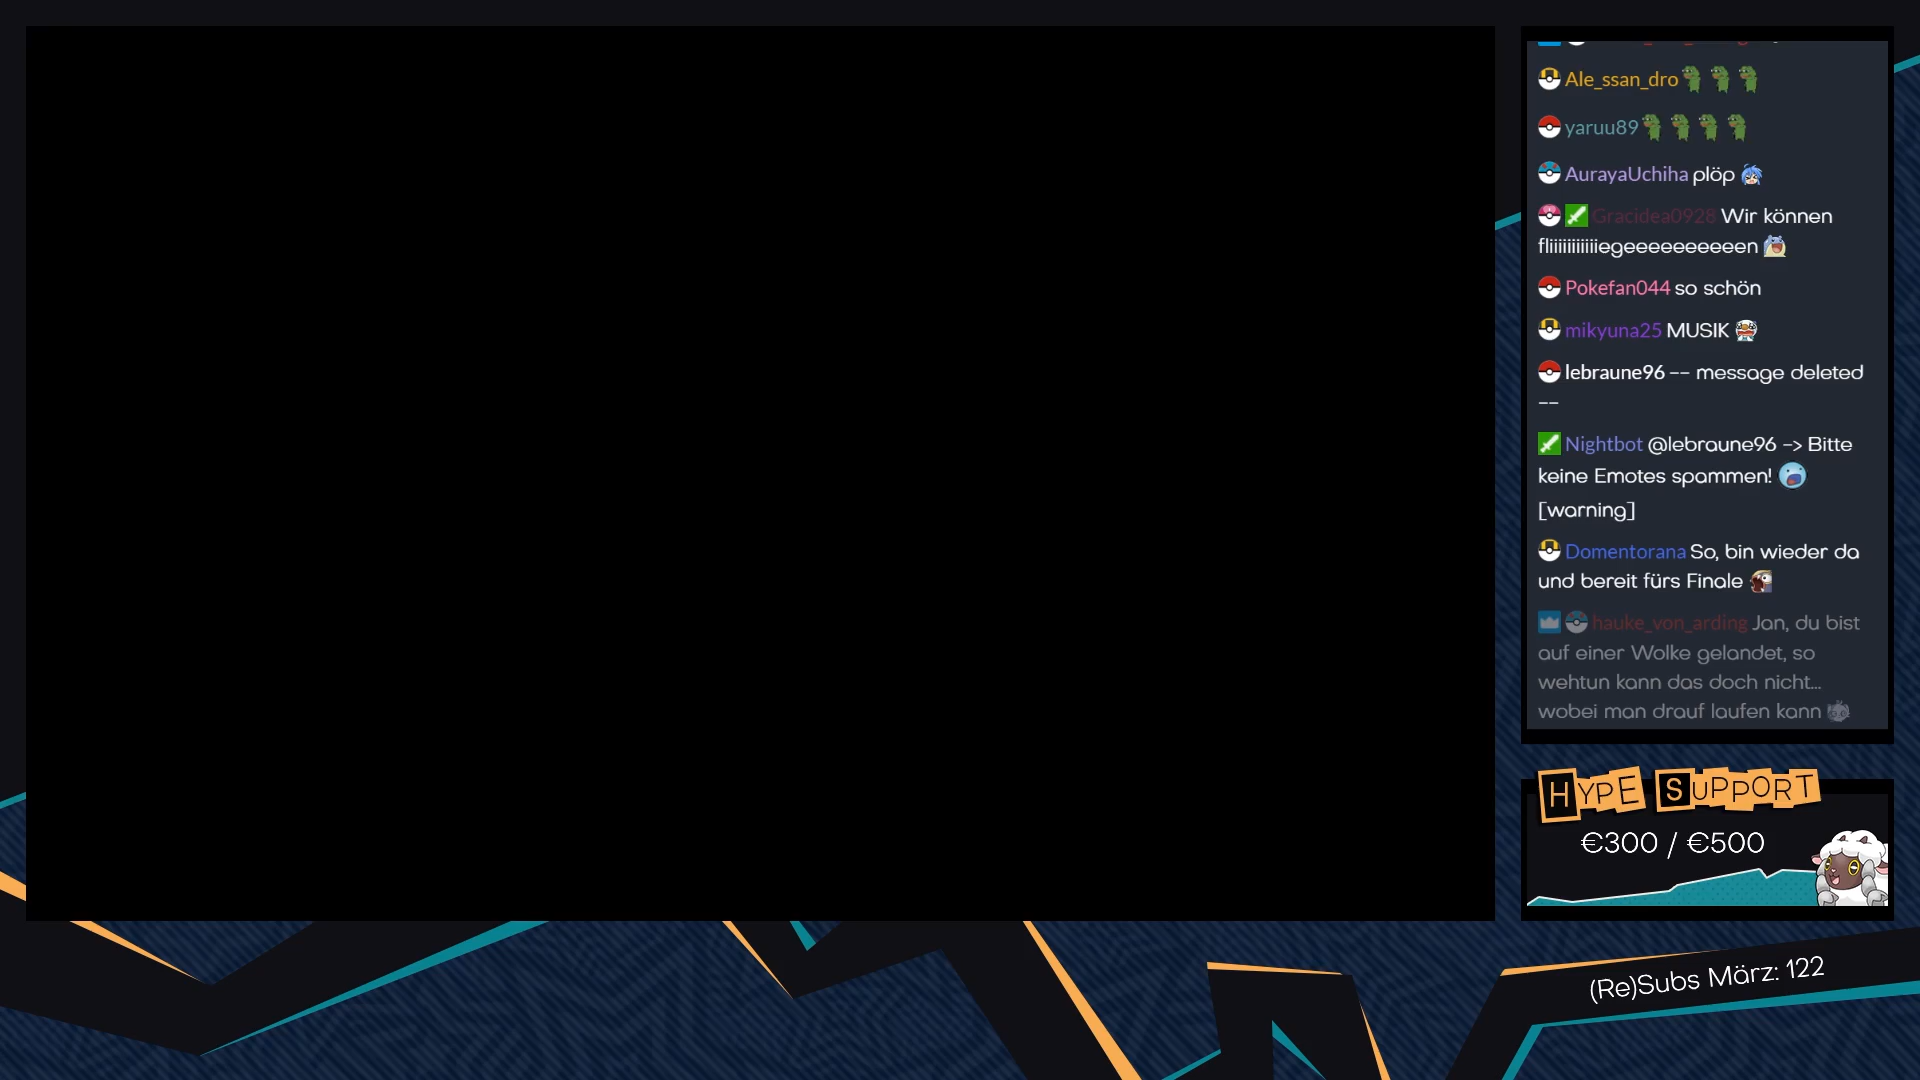 Ale_ssan_dro
yaruu89
AurayaUchiha plöp
Gracidea0928 Wir können
fliiiiiiiiiiegeeeeeeeeeen
Pokefan044 so schön
mikyuna25 MUSIK
lebraune96 -- message deleted
--
Nightbot @lebraune96 -> Bitte
keine Emotes spammen!
[warning]
Domentorana So, bin wieder da
und bereit fürs Finale
hauke_von_arding Jan, du bist
auf einer Wolke gelandet, so
wehtun kann das doch nicht...
wobei man drauf laufen kann
HYPE SUPPORT
€300 / €500
(Re)Subs März: 122